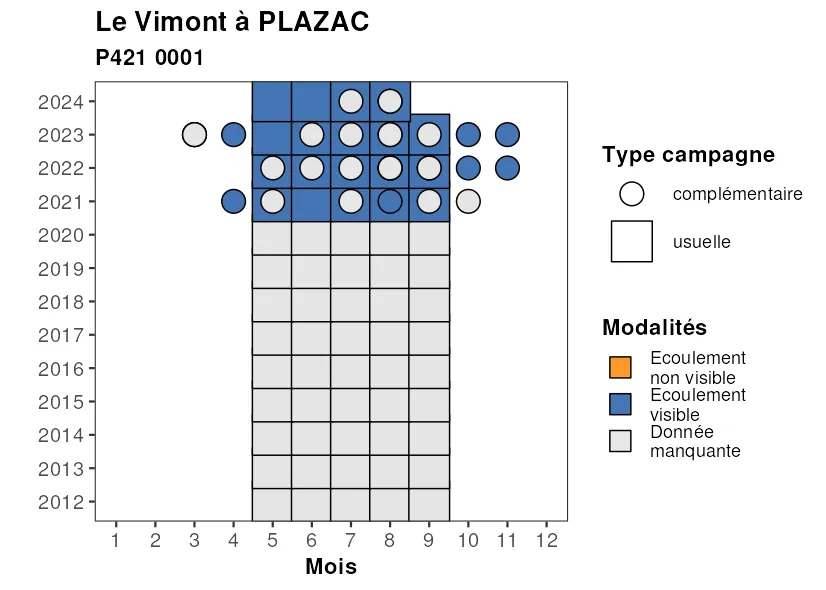 Le Vimont à PLAZAC
P421 0001
2024
2023
2022
2021
2020
2019
2018
2017
2016
2015
2014
2013
2012
1 2 3 4 5 6 7 8 9 10 11 12
Mois
Type campagne
complémentaire
usuelle
Modalités
Ecoulement
non visible
Ecoulement
visible
Donnée
manquante